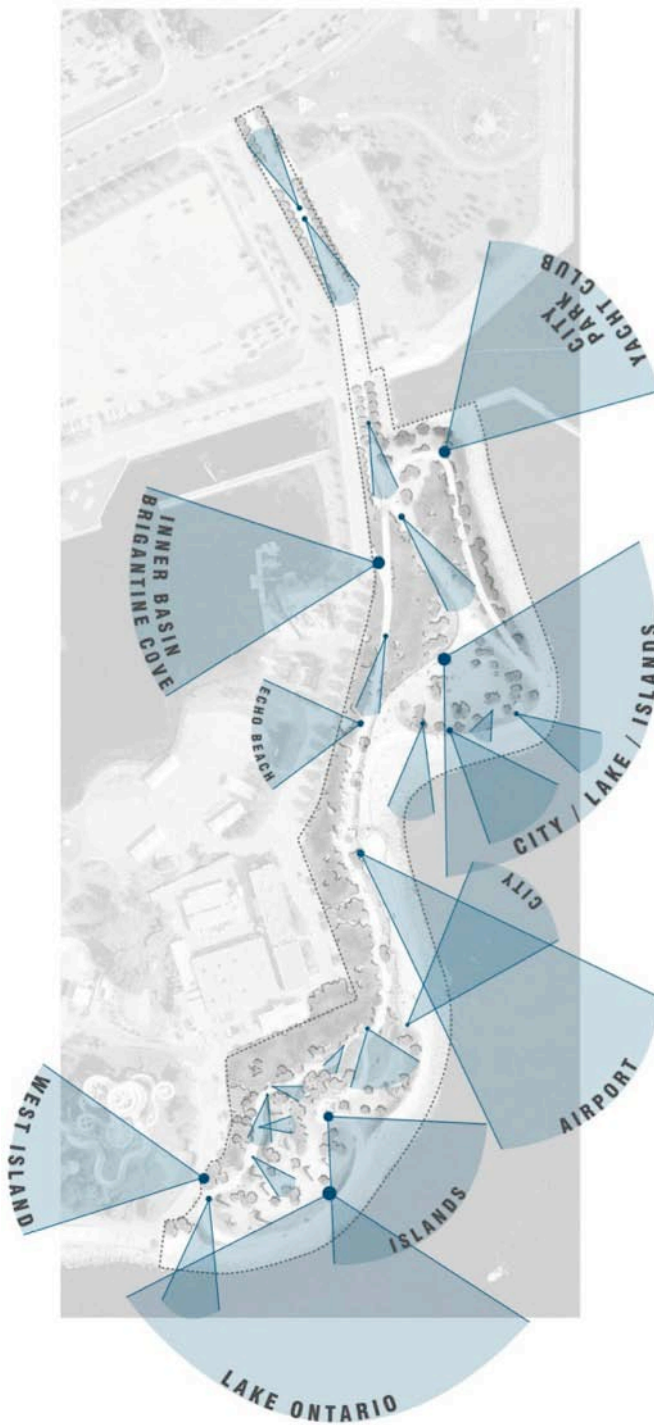 CITY
PARK
YACHT CLUB
INNER BASIN
BRIGANTINE COVE
ECHO BEACH
CITY / LAKE / ISLANDS
CITY
AIRPORT
WEST ISLAND
ISLANDS
LAKE ONTARIO